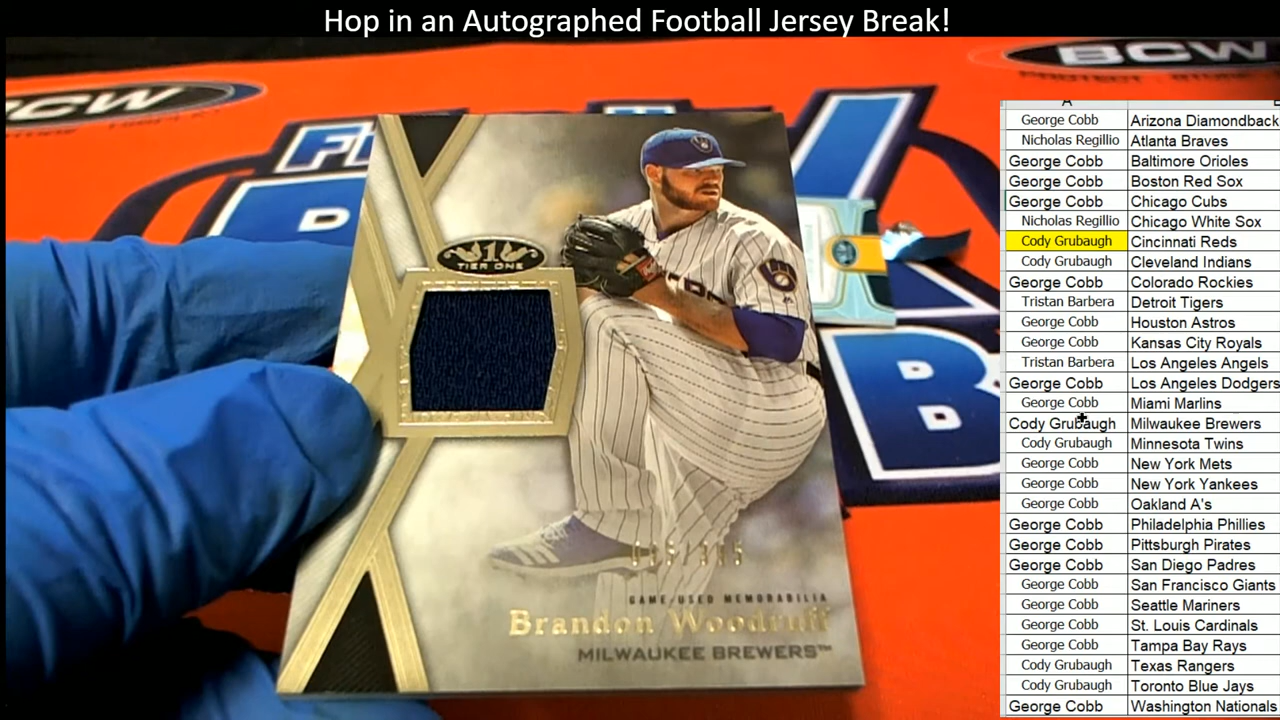 Hop in an Autographed Football Jersey Break!
BCW
BCW
A
George Cobb Arizona Diamondback
Nicholas Regillio Atlanta Braves
George Cobb Baltimore Orioles
George Cobb Boston Red Sox
George Cobb Chicago Cubs
Nicholas Regillio Chicago White Sox
Cody Grubaugh Cincinnati Reds
Cody Grubaugh Cleveland Indians
George Cobb Colorado Rockies
Tristan Barbera Detroit Tigers
George Cobb Houston Astros
George Cobb Kansas City Royals
Tristan Barbera Los Angeles Angels
George Cobb Los Angeles Dodgers
George Cobb Miami Marlins
Cody Grubaugh Milwaukee Brewers
Cody Grubaugh Minnesota Twins
George Cobb New York Mets
George Cobb New York Yankees
George Cobb Oakland A's
George Cobb Philadelphia Phillies
George Cobb Pittsburgh Pirates
George Cobb San Diego Padres
George Cobb San Francisco Giants
George Cobb Seattle Mariners
George Cobb St. Louis Cardinals
George Cobb Tampa Bay Rays
Cody Grubaugh Texas Rangers
Cody Grubaugh Toronto Blue Jays
George Cobb Washington Nationals
1
TIER ONE
GAME-USED MEMORABILIA
Brandon Woodruff
MILWAUKEE BREWERS™